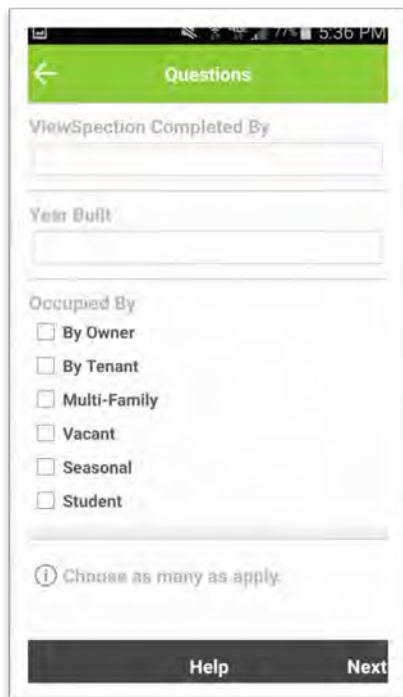 77% 5:36 PM
Questions
ViewSpection Completed By
Year Built
Occupied By
By Owner
By Tenant
Multi-Family
Vacant
Seasonal
Student
Choose as many as apply.
Help Next